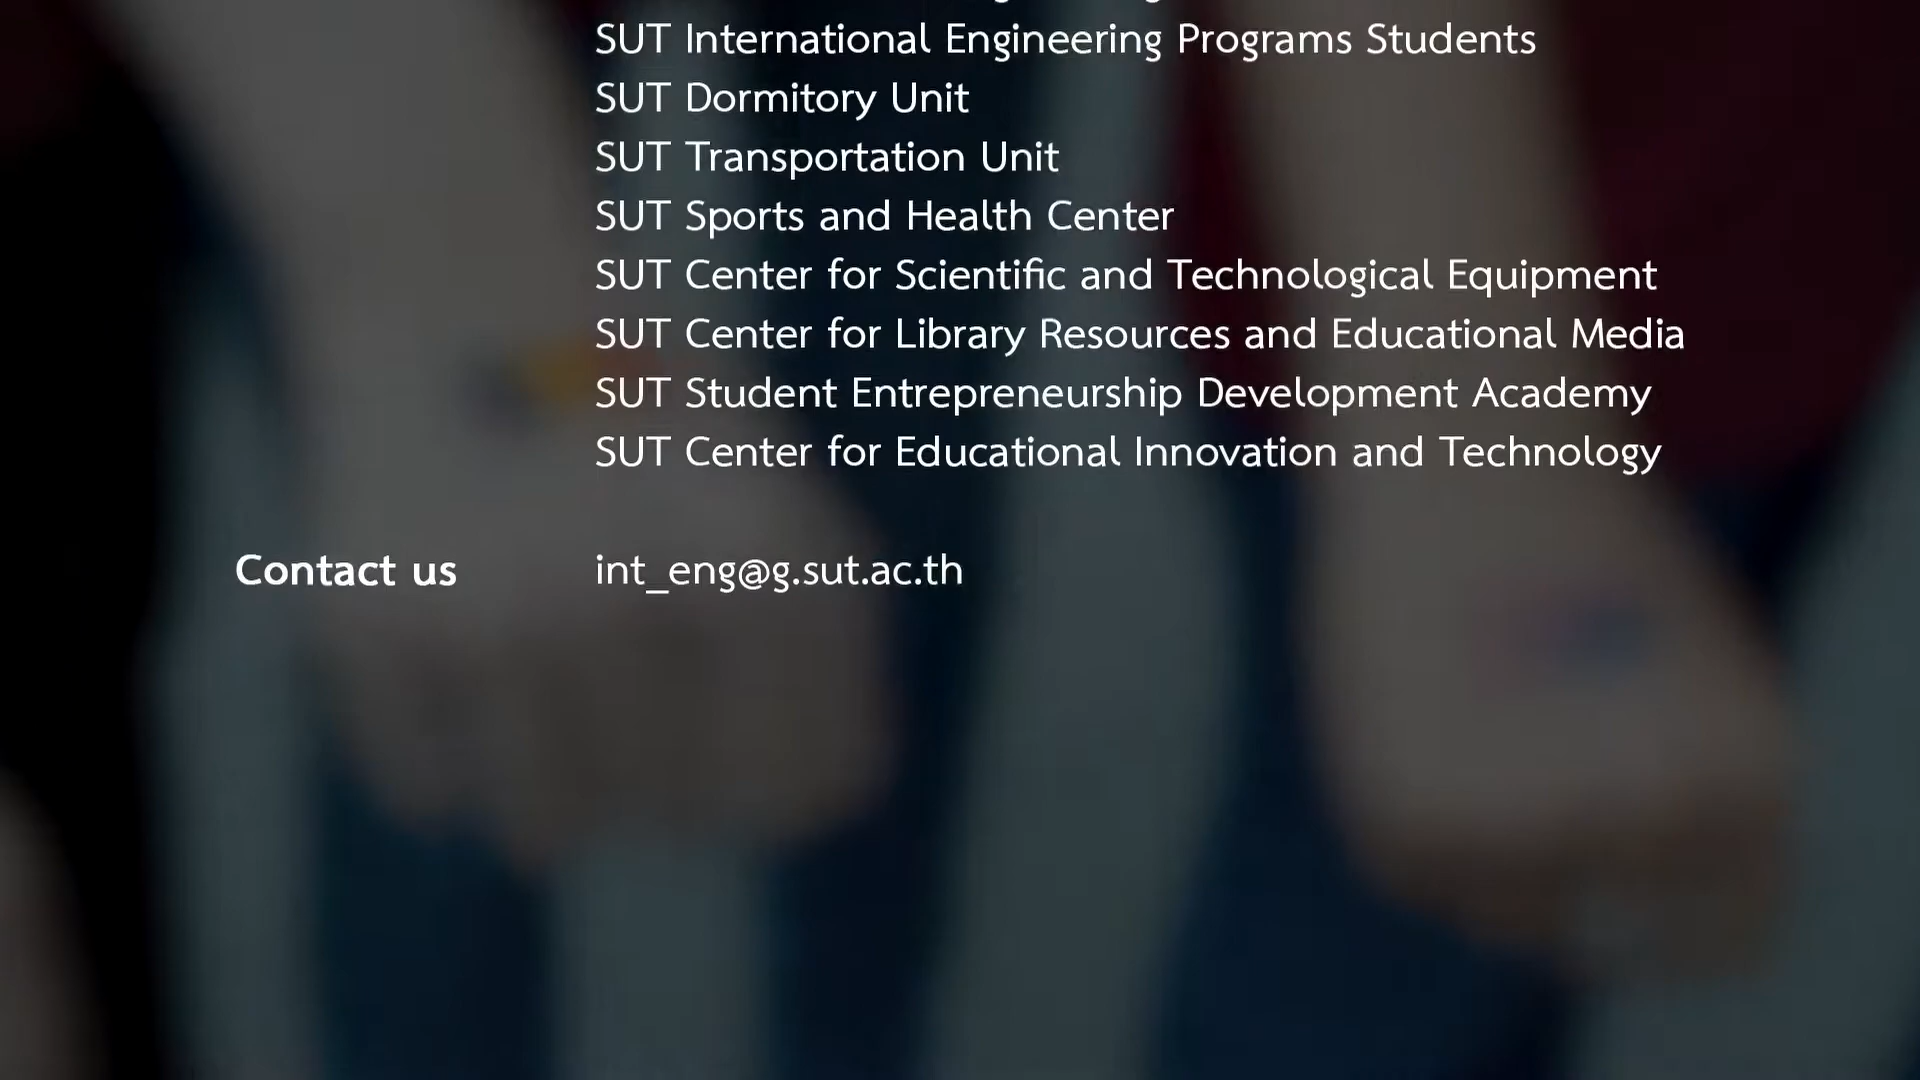 SUT International Engineering Programs Students
SUT Dormitory Unit
SUT Transportation Unit
SUT Sports and Health Center
SUT Center for Scientific and Technological Equipment
SUT Center for Library Resources and Educational Media
SUT Student Entrepreneurship Development Academy
SUT Center for Educational Innovation and Technology
Contact us int_eng@g.sut.ac.th